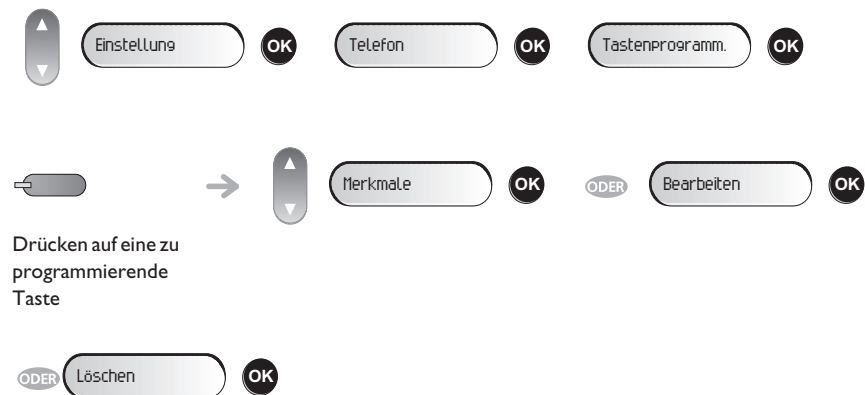 Einstellung OK Telefon OK Tastenprogramm. OK
Merkmale OK ODER Bearbeiten OK
Drücken auf eine zu
programmierende
Taste
ODER Löschen OK